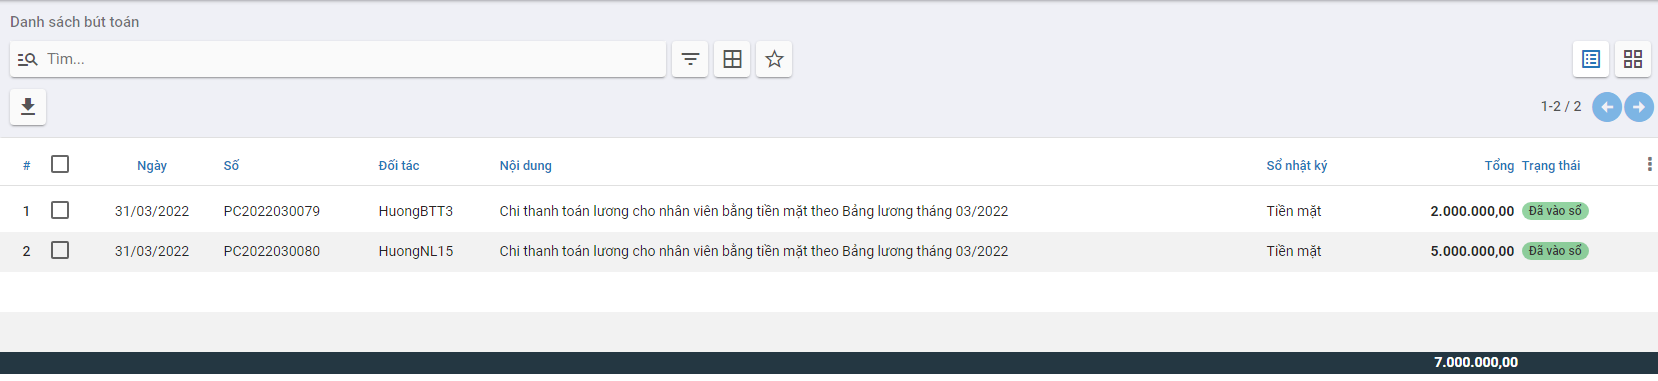 Danh sách bút toán
Tìm...
1-2 / 2
# Ngày Số Đối tác Nội dung Sổ nhật ký Tổng Trạng thái
1 31/03/2022 PC2022030079 HuongBTT3 Chi thanh toán lương cho nhân viên bằng tiền mặt theo Bảng lương tháng 03/2022 Tiền mặt 2.000.000,00 Đã vào sổ
2 31/03/2022 PC2022030080 HuongNL15 Chi thanh toán lương cho nhân viên bằng tiền mặt theo Bảng lương tháng 03/2022 Tiền mặt 5.000.000,00 Đã vào sổ
7.000.000,00